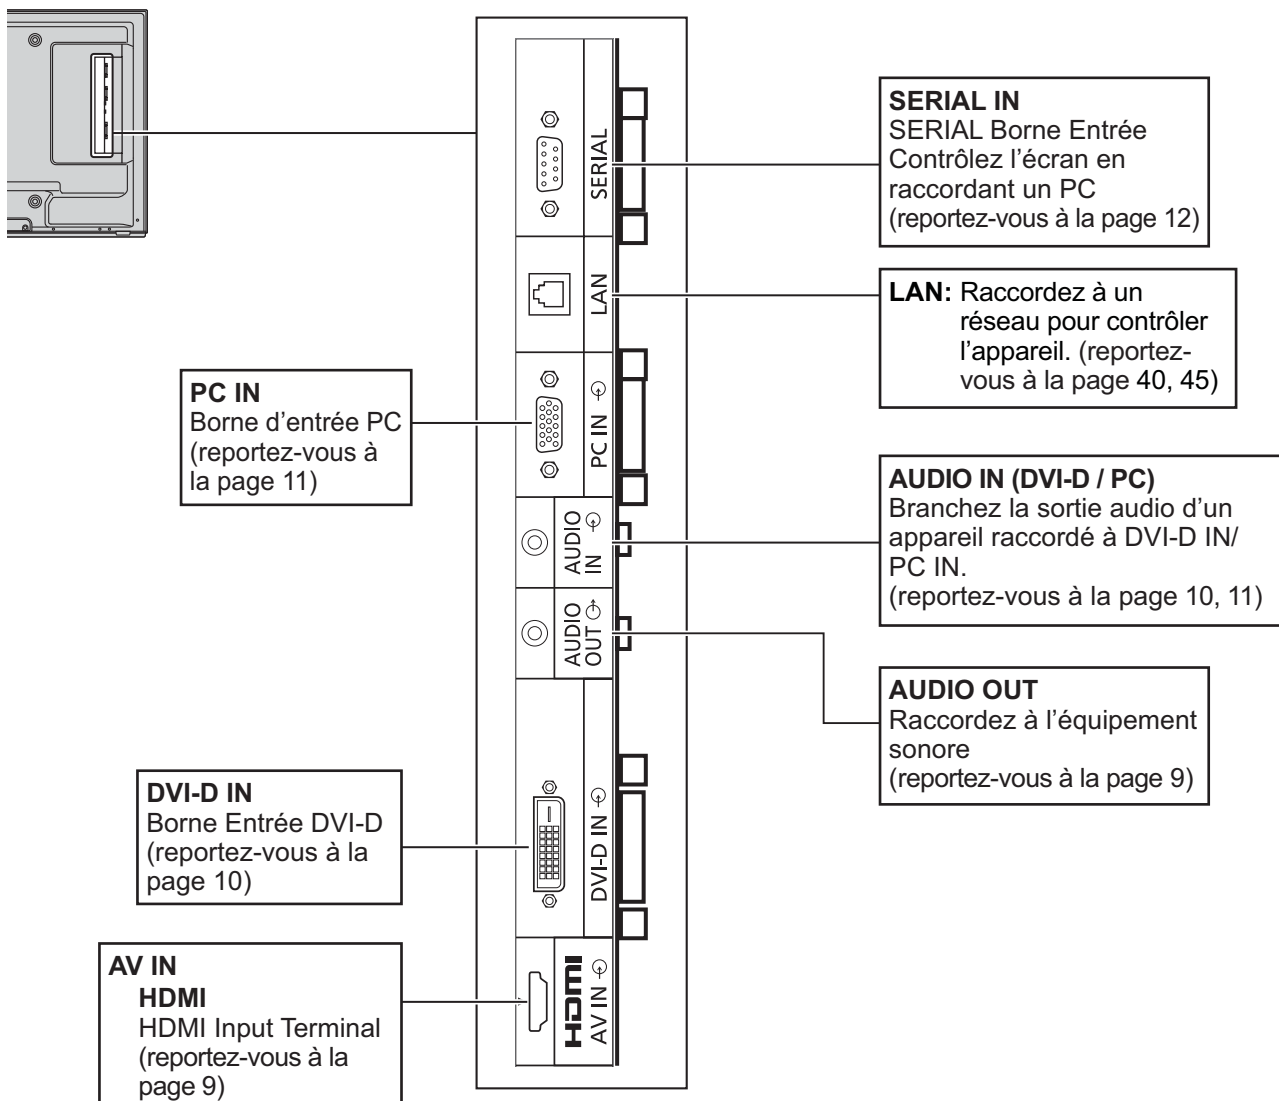 SERIAL
LAN
PC IN
AUDIO
IN
AUDIO
OUT
DVI-D IN
HDMI
AV IN
SERIAL IN
SERIAL Borne Entrée
Contrôlez l’écran en
raccordant un PC
(reportez-vous à la page 12)
LAN: Raccordez à un
réseau pour contrôler
l’appareil. (reportez-
vous à la page 40, 45)
PC IN
Borne d’entrée PC
(reportez-vous à
la page 11)
AUDIO IN (DVI-D / PC)
Branchez la sortie audio d’un
appareil raccordé à DVI-D IN/
PC IN.
(reportez-vous à la page 10, 11)
AUDIO OUT
Raccordez à l’équipement
sonore
(reportez-vous à la page 9)
DVI-D IN
Borne Entrée DVI-D
(reportez-vous à la
page 10)
AV IN
HDMI
HDMI Input Terminal
(reportez-vous à la
page 9)